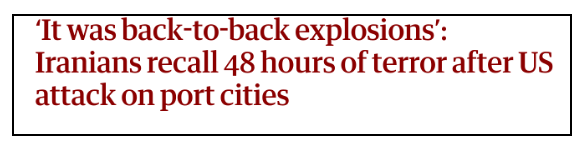 ‘It was back-to-back explosions’:
Iranians recall 48 hours of terror after US
attack on port cities